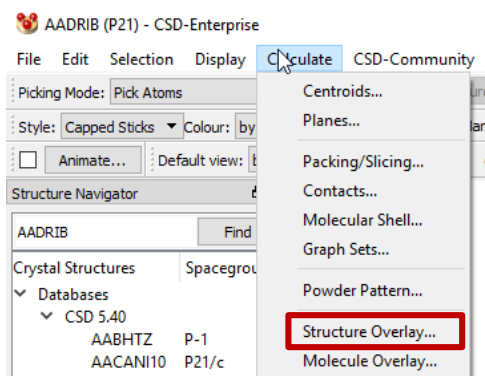 AADRIB (P21) - CSD-Enterprise
File Edit Selection Display Calculate CSD-Community
Picking Mode: Pick Atoms
Style: Capped Sticks Colour: by
Animate... Default view:
Structure Navigator
AADRIB Find
Crystal Structures Spacegrou
Databases
CSD 5.40
AABHTZ P-1
AACANI10 P21/c
Centroids...
Planes...
Packing/Slicing...
Contacts...
Molecular Shell...
Graph Sets...
Powder Pattern...
Structure Overlay...
Molecule Overlay...